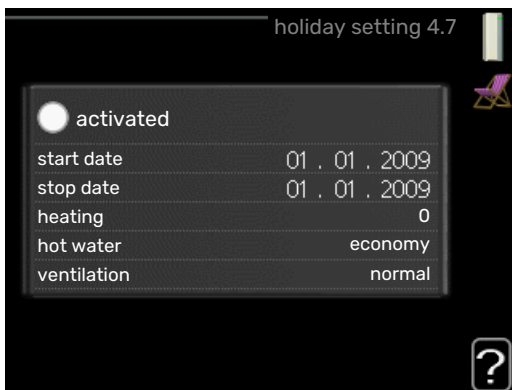 holiday setting 4.7
activated
start date 01 . 01 . 2009
stop date 01 . 01 . 2009
heating 0
hot water economy
ventilation normal
?